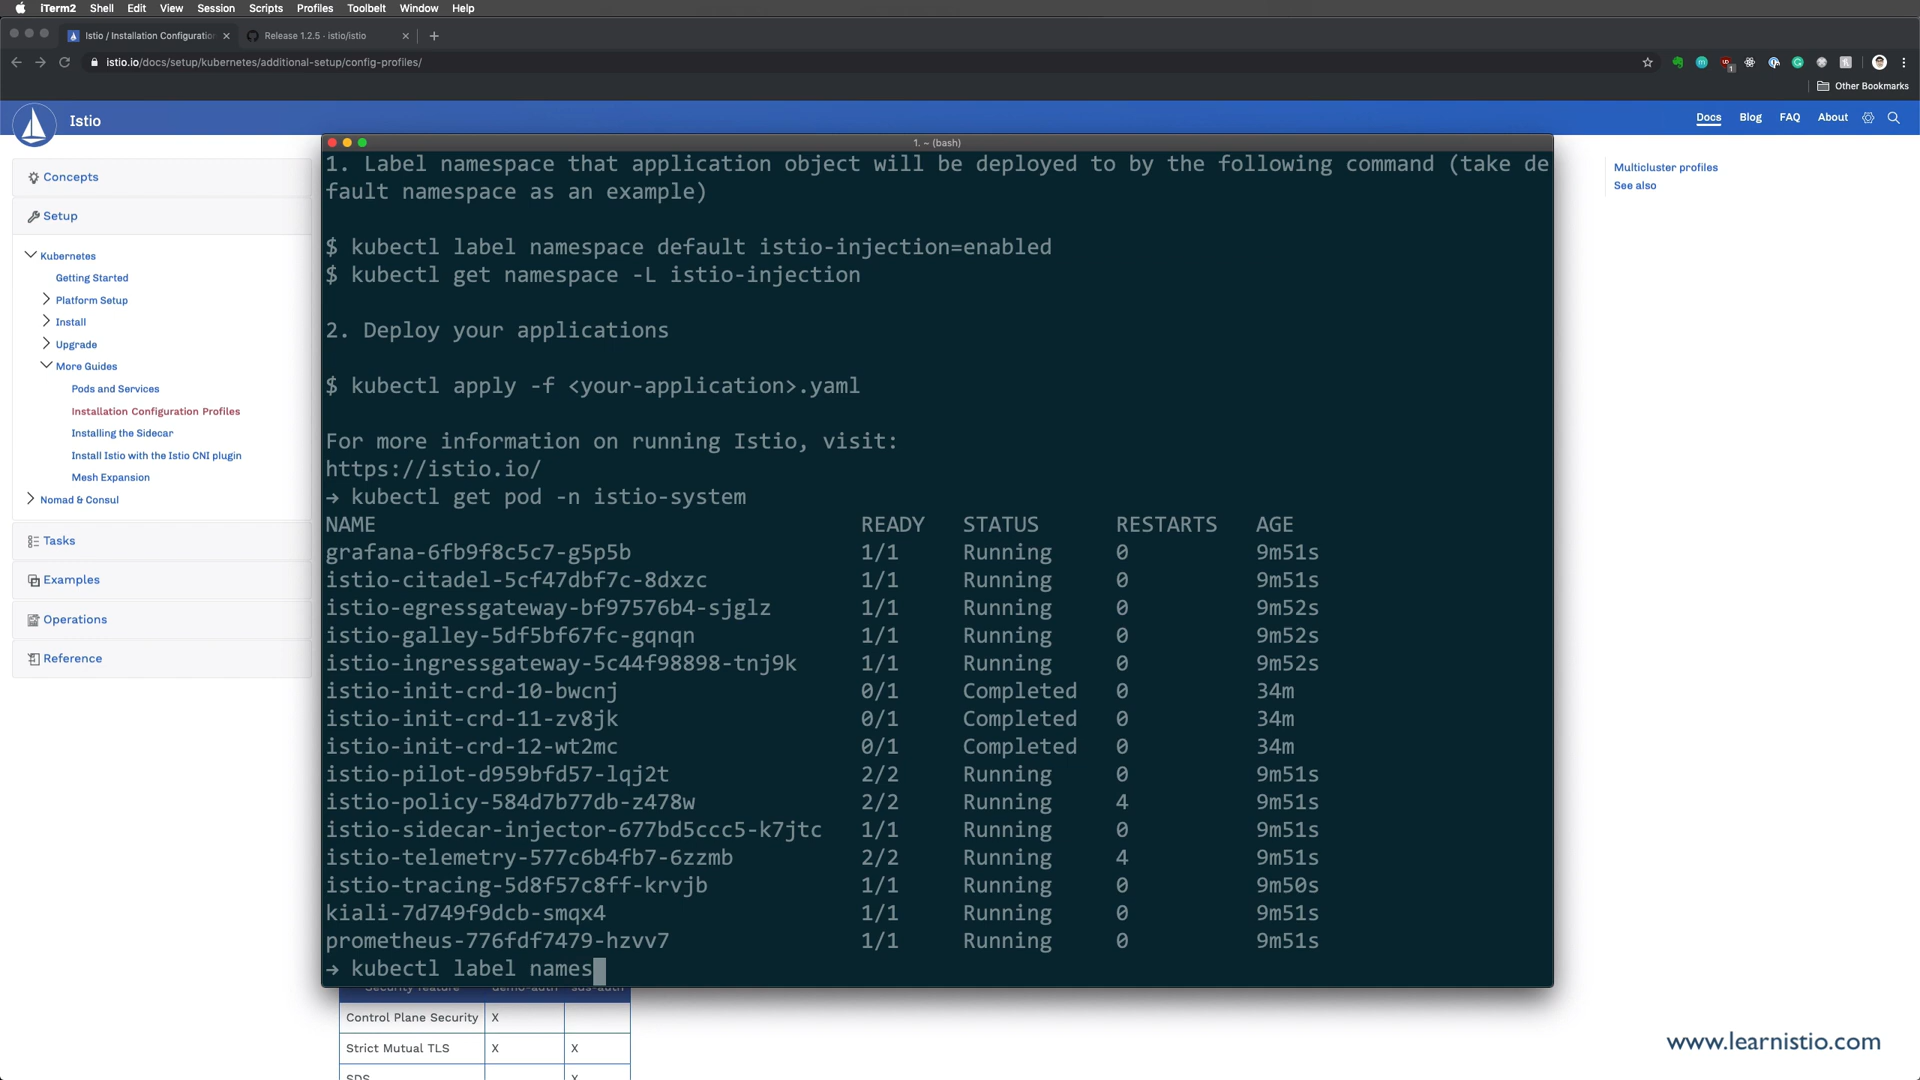 iTerm2 Shell Edit View Session Scripts Profiles Toolbelt Window Help
Istio / Installation Configuration
Release 1.2.5 · istio/istio
istio.io/docs/setup/kubernetes/additional-setup/config-profiles/
Other Bookmarks
Istio
Docs Blog FAQ About
Concepts
Setup
Kubernetes
Getting Started
Platform Setup
Install
Upgrade
More Guides
Pods and Services
Installation Configuration Profiles
Installing the Sidecar
Install Istio with the Istio CNI plugin
Mesh Expansion
Nomad & Consul
Tasks
Examples
Operations
Reference
Multicluster profiles
See also
1. ~ (bash)
1. Label namespace that application object will be deployed to by the following command (take de
fault namespace as an example)
$ kubectl label namespace default istio-injection=enabled
$ kubectl get namespace -L istio-injection
2. Deploy your applications
$ kubectl apply -f <your-application>.yaml
For more information on running Istio, visit:
https://istio.io/
→ kubectl get pod -n istio-system
NAME READY STATUS RESTARTS AGE
grafana-6fb9f8c5c7-g5p5b 1/1 Running 0 9m51s
istio-citadel-5cf47dbf7c-8dxzc 1/1 Running 0 9m51s
istio-egressgateway-bf97576b4-sjglz 1/1 Running 0 9m52s
istio-galley-5df5bf67fc-gqnqn 1/1 Running 0 9m52s
istio-ingressgateway-5c44f98898-tnj9k 1/1 Running 0 9m52s
istio-init-crd-10-bwcnj 0/1 Completed 0 34m
istio-init-crd-11-zv8jk 0/1 Completed 0 34m
istio-init-crd-12-wt2mc 0/1 Completed 0 34m
istio-pilot-d959bfd57-lqj2t 2/2 Running 0 9m51s
istio-policy-584d7b77db-z478w 2/2 Running 4 9m51s
istio-sidecar-injector-677bd5ccc5-k7jtc 1/1 Running 0 9m51s
istio-telemetry-577c6b4fb7-6zzmb 2/2 Running 4 9m51s
istio-tracing-5d8f57c8ff-krvjb 1/1 Running 0 9m50s
kiali-7d749f9dcb-smqx4 1/1 Running 0 9m51s
prometheus-776fdf7479-hzvv7 1/1 Running 0 9m51s
→ kubectl label names
Security feature demo-auth sds-auth
Control Plane Security X
Strict Mutual TLS X X
SDS X
www.learnistio.com